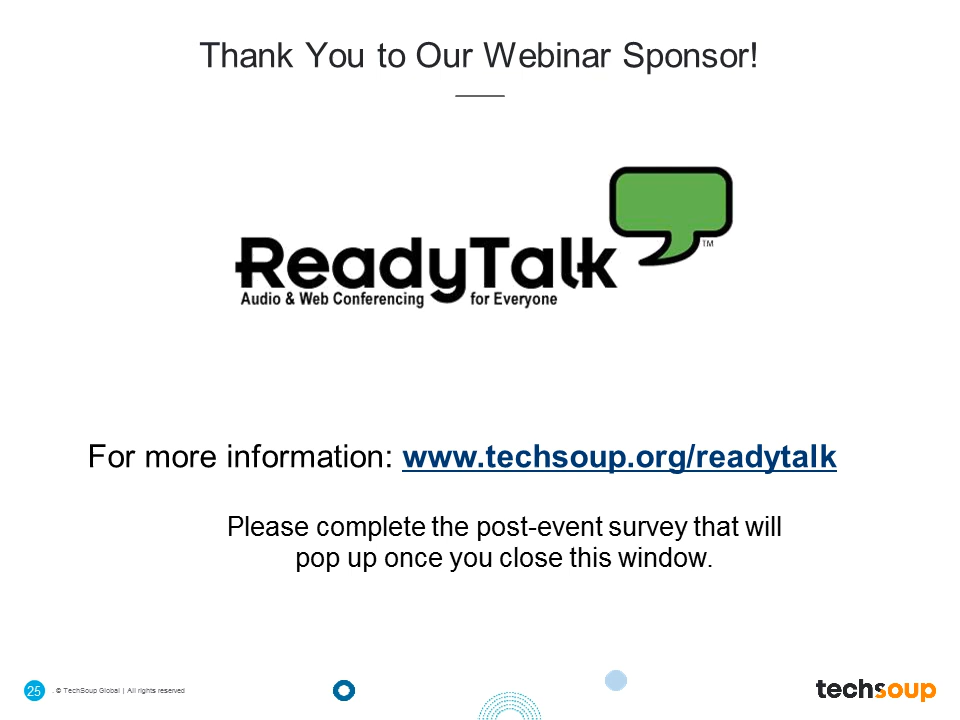 Thank You to Our Webinar Sponsor!
ReadyTalk
TM
Audio & Web Conferencing for Everyone
For more information: www.techsoup.org/readytalk
Please complete the post-event survey that will
pop up once you close this window.
25 . © TechSoup Global | All rights reserved
techsoup